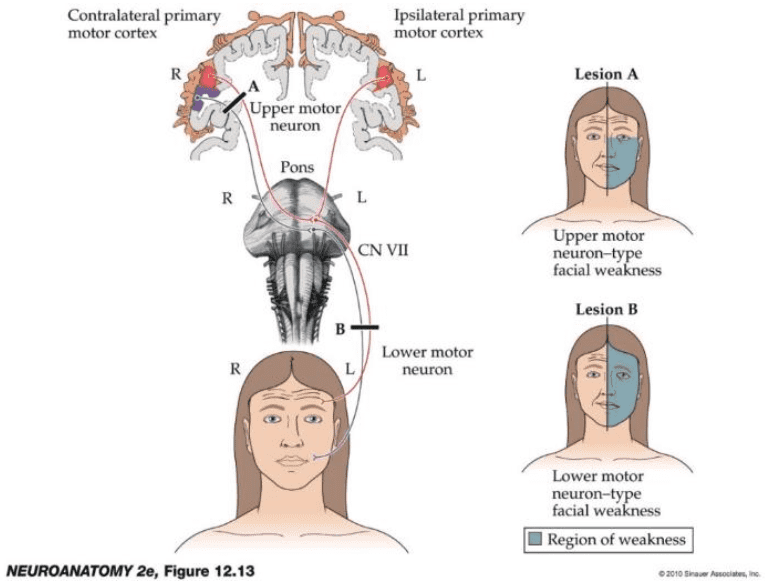 Contralateral primary
motor cortex
Ipsilateral primary
motor cortex
R
L
A
Upper motor
neuron
Pons
R
L
CN VII
B
Lower motor
neuron
R
L
Lesion A
Upper motor
neuron–type
facial weakness
Lesion B
Lower motor
neuron–type
facial weakness
Region of weakness
NEUROANATOMY 2e, Figure 12.13
© 2010 Sinauer Associates, Inc.